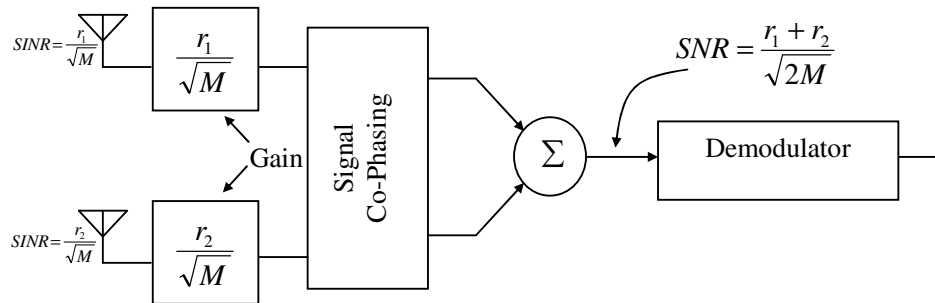 SINR = r₁/√M
r₁/√M
SNR = (r₁ + r₂)/√(2M)
Signal
Co-Phasing
Gain
Σ
Demodulator
SINR = r₂/√M
r₂/√M